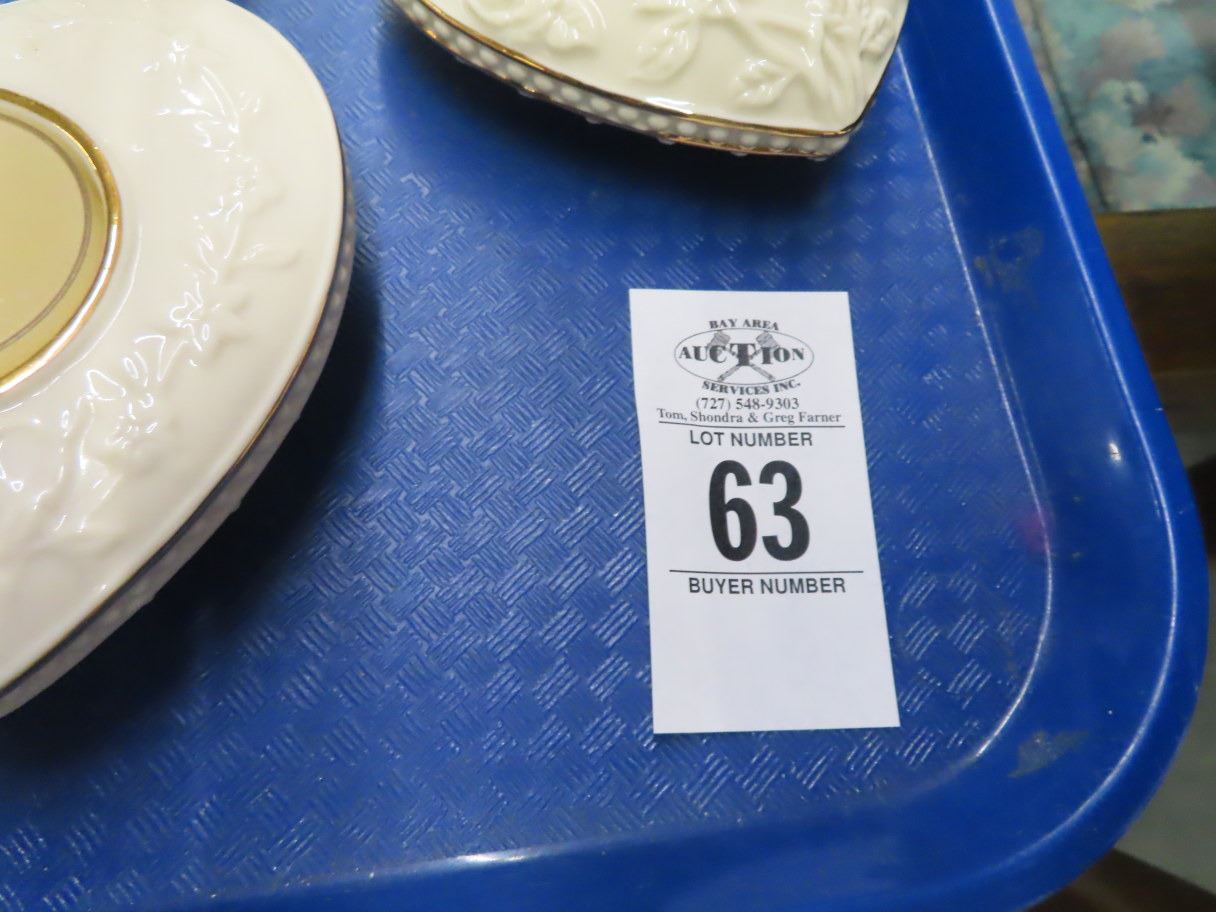 BAY AREA
AUCTION
SERVICES INC.
(727) 548-9303
Tom, Shondra & Greg Farner
LOT NUMBER
63
BUYER NUMBER